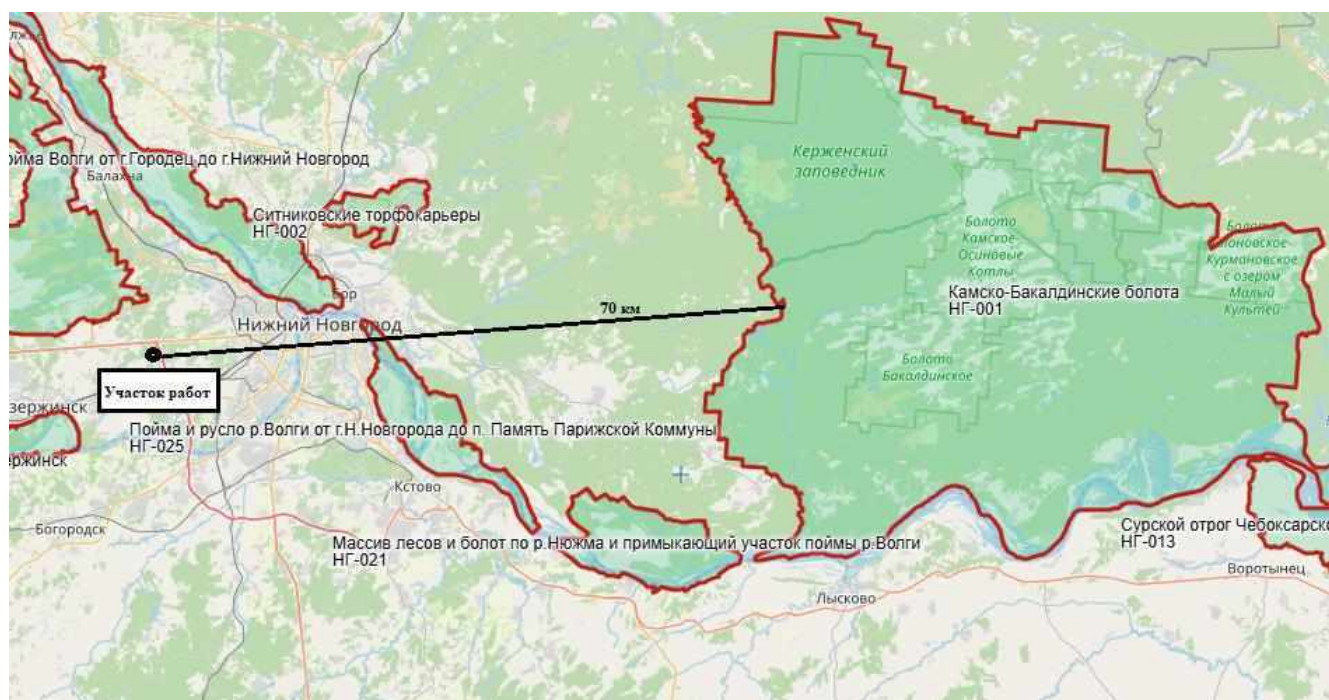 ойма Волги от г.Городец до г.Нижний Новгород
Балахна
Ситниковские торфокарьеры
НГ-002
Бор
Нижний Новгород
70 км
Керженский
заповедник
Болото
Камское
Осиновые
Котлы
Камско-Бакалдинские болота
НГ-001
Курмановское
с озером
Малый
Культей
Болото
Бакалдинское
Участок работ
зержинск
Пойма и русло р.Волги от г.Н.Новгорода до п. Память Парижской Коммуны
НГ-025
ержинск
Кстово
Богородск
Массив лесов и болот по р.Нюжма и примыкающий участок поймы р.Волги
НГ-021
Лысково
Сурской отрог Чебоксарско
НГ-013
Воротынец